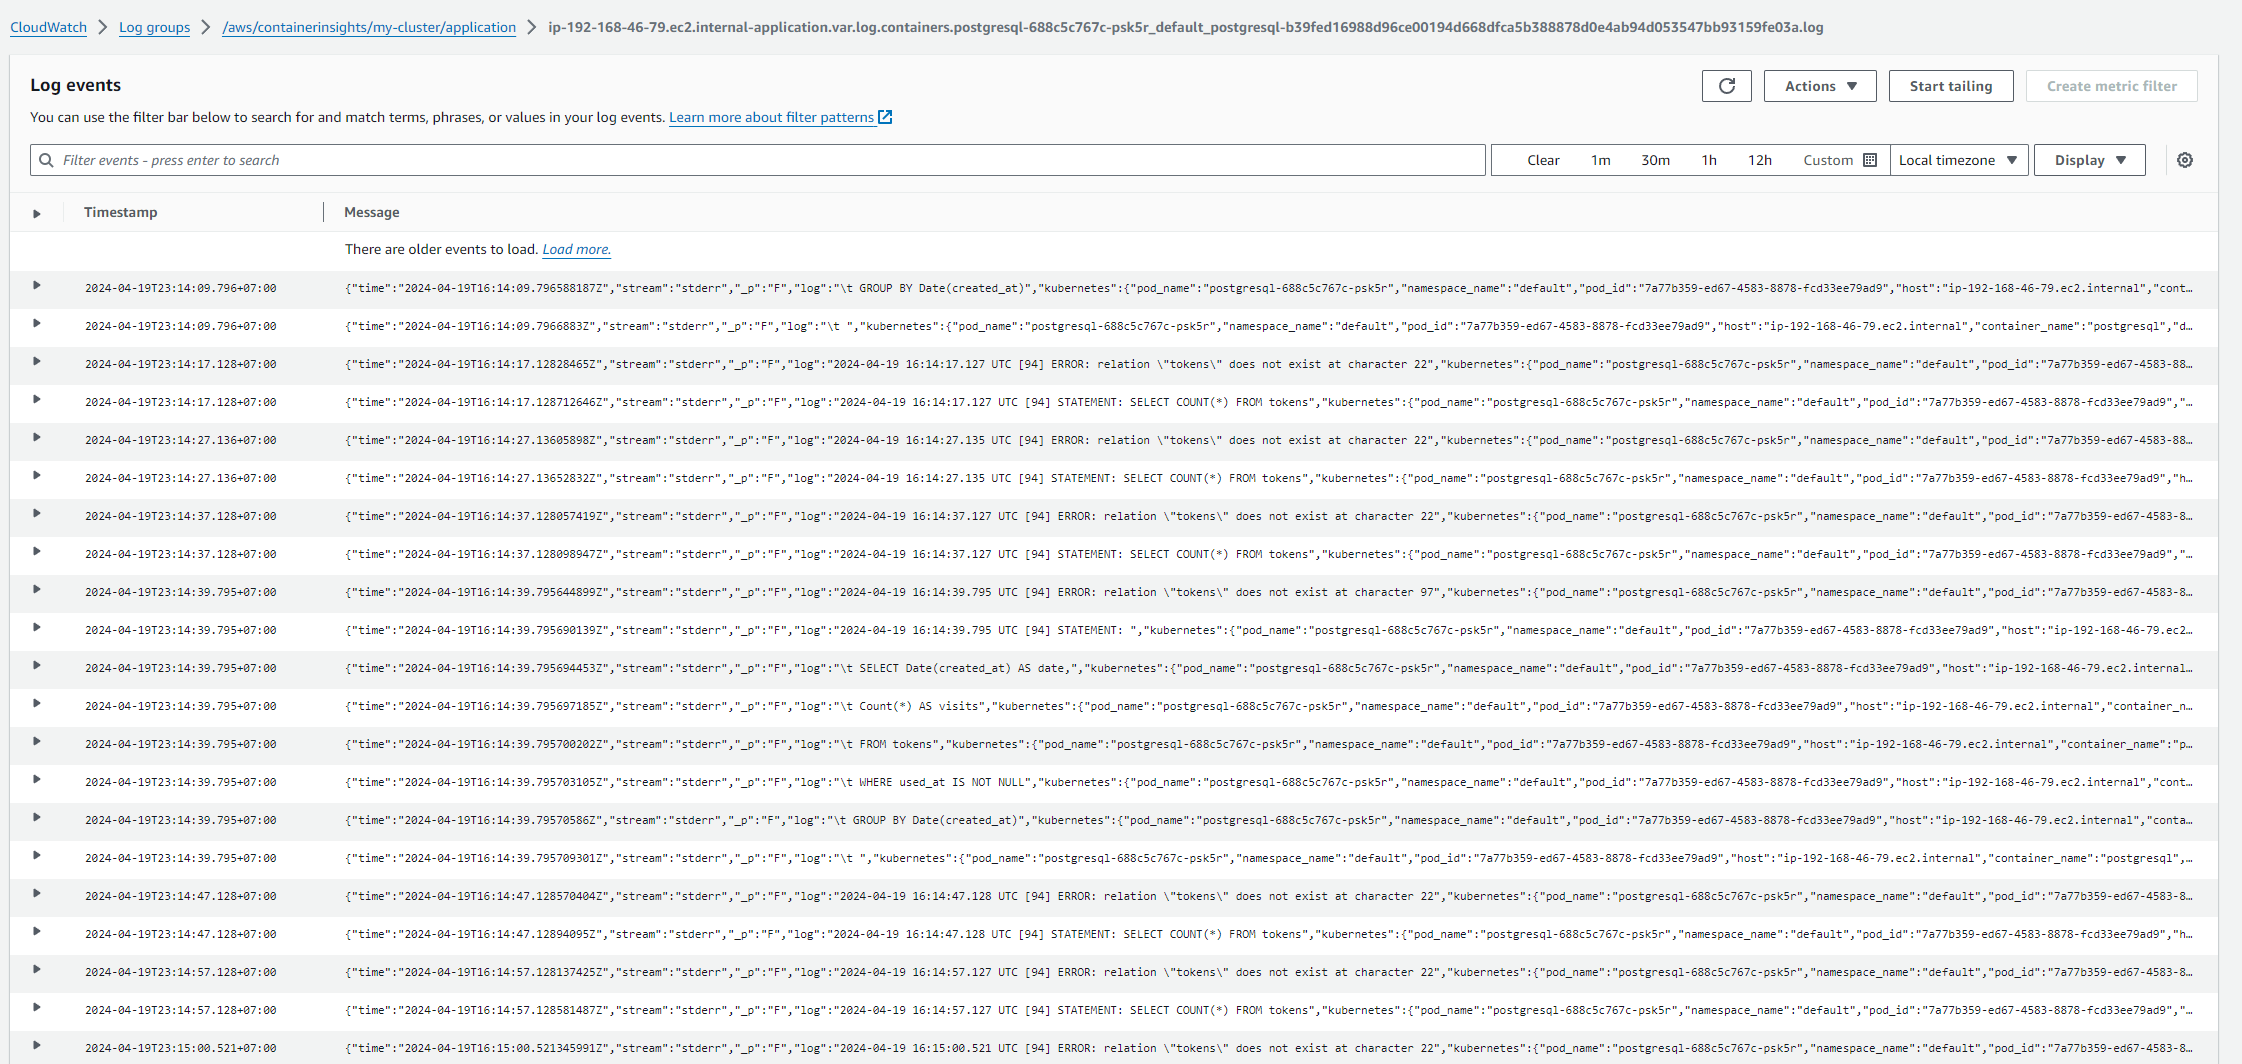 CloudWatch > Log groups > /aws/containerinsights/my-cluster/application > ip-192-168-46-79.ec2.internal-application.var.log.containers.postgresql-688c5c767c-psk5r_default_postgresql-b39fed16988d96ce00194d668dfca5b388878d0e4ab94d053547bb93159fe03a.log
Log events
Actions Start tailing Create metric filter
You can use the filter bar below to search for and match terms, phrases, or values in your log events. Learn more about filter patterns
Filter events - press enter to search Clear 1m 30m 1h 12h Custom Local timezone Display
Timestamp Message
There are older events to load. Load more.
2024-04-19T23:14:09.796+07:00 {"time":"2024-04-19T16:14:09.796588187Z","stream":"stderr","_p":"F","log":"\t GROUP BY Date(created_at)","kubernetes":{"pod_name":"postgresql-688c5c767c-psk5r","namespace_name":"default","pod_id":"7a77b359-ed67-4583-8878-fcd33ee79ad9","host":"ip-192-168-46-79.ec2.internal","cont…
2024-04-19T23:14:09.796+07:00 {"time":"2024-04-19T16:14:09.7966883Z","stream":"stderr","_p":"F","log":"\t ","kubernetes":{"pod_name":"postgresql-688c5c767c-psk5r","namespace_name":"default","pod_id":"7a77b359-ed67-4583-8878-fcd33ee79ad9","host":"ip-192-168-46-79.ec2.internal","container_name":"postgresql","d…
2024-04-19T23:14:17.128+07:00 {"time":"2024-04-19T16:14:17.12828465Z","stream":"stderr","_p":"F","log":"2024-04-19 16:14:17.127 UTC [94] ERROR: relation \"tokens\" does not exist at character 22","kubernetes":{"pod_name":"postgresql-688c5c767c-psk5r","namespace_name":"default","pod_id":"7a77b359-ed67-4583-88…
2024-04-19T23:14:17.128+07:00 {"time":"2024-04-19T16:14:17.128712646Z","stream":"stderr","_p":"F","log":"2024-04-19 16:14:17.127 UTC [94] STATEMENT: SELECT COUNT(*) FROM tokens","kubernetes":{"pod_name":"postgresql-688c5c767c-psk5r","namespace_name":"default","pod_id":"7a77b359-ed67-4583-8878-fcd33ee79ad9","…
2024-04-19T23:14:27.136+07:00 {"time":"2024-04-19T16:14:27.13605898Z","stream":"stderr","_p":"F","log":"2024-04-19 16:14:27.135 UTC [94] ERROR: relation \"tokens\" does not exist at character 22","kubernetes":{"pod_name":"postgresql-688c5c767c-psk5r","namespace_name":"default","pod_id":"7a77b359-ed67-4583-88…
2024-04-19T23:14:27.136+07:00 {"time":"2024-04-19T16:14:27.13652832Z","stream":"stderr","_p":"F","log":"2024-04-19 16:14:27.135 UTC [94] STATEMENT: SELECT COUNT(*) FROM tokens","kubernetes":{"pod_name":"postgresql-688c5c767c-psk5r","namespace_name":"default","pod_id":"7a77b359-ed67-4583-8878-fcd33ee79ad9","h…
2024-04-19T23:14:37.128+07:00 {"time":"2024-04-19T16:14:37.128057419Z","stream":"stderr","_p":"F","log":"2024-04-19 16:14:37.127 UTC [94] ERROR: relation \"tokens\" does not exist at character 22","kubernetes":{"pod_name":"postgresql-688c5c767c-psk5r","namespace_name":"default","pod_id":"7a77b359-ed67-4583-8…
2024-04-19T23:14:37.128+07:00 {"time":"2024-04-19T16:14:37.128098947Z","stream":"stderr","_p":"F","log":"2024-04-19 16:14:37.127 UTC [94] STATEMENT: SELECT COUNT(*) FROM tokens","kubernetes":{"pod_name":"postgresql-688c5c767c-psk5r","namespace_name":"default","pod_id":"7a77b359-ed67-4583-8878-fcd33ee79ad9","…
2024-04-19T23:14:39.795+07:00 {"time":"2024-04-19T16:14:39.795644899Z","stream":"stderr","_p":"F","log":"2024-04-19 16:14:39.795 UTC [94] ERROR: relation \"tokens\" does not exist at character 97","kubernetes":{"pod_name":"postgresql-688c5c767c-psk5r","namespace_name":"default","pod_id":"7a77b359-ed67-4583-8…
2024-04-19T23:14:39.795+07:00 {"time":"2024-04-19T16:14:39.795690139Z","stream":"stderr","_p":"F","log":"2024-04-19 16:14:39.795 UTC [94] STATEMENT: ","kubernetes":{"pod_name":"postgresql-688c5c767c-psk5r","namespace_name":"default","pod_id":"7a77b359-ed67-4583-8878-fcd33ee79ad9","host":"ip-192-168-46-79.ec2…
2024-04-19T23:14:39.795+07:00 {"time":"2024-04-19T16:14:39.795694453Z","stream":"stderr","_p":"F","log":"\t SELECT Date(created_at) AS date,","kubernetes":{"pod_name":"postgresql-688c5c767c-psk5r","namespace_name":"default","pod_id":"7a77b359-ed67-4583-8878-fcd33ee79ad9","host":"ip-192-168-46-79.ec2.internal…
2024-04-19T23:14:39.795+07:00 {"time":"2024-04-19T16:14:39.795697185Z","stream":"stderr","_p":"F","log":"\t Count(*) AS visits","kubernetes":{"pod_name":"postgresql-688c5c767c-psk5r","namespace_name":"default","pod_id":"7a77b359-ed67-4583-8878-fcd33ee79ad9","host":"ip-192-168-46-79.ec2.internal","container_n…
2024-04-19T23:14:39.795+07:00 {"time":"2024-04-19T16:14:39.795700202Z","stream":"stderr","_p":"F","log":"\t FROM tokens","kubernetes":{"pod_name":"postgresql-688c5c767c-psk5r","namespace_name":"default","pod_id":"7a77b359-ed67-4583-8878-fcd33ee79ad9","host":"ip-192-168-46-79.ec2.internal","container_name":"p…
2024-04-19T23:14:39.795+07:00 {"time":"2024-04-19T16:14:39.795703105Z","stream":"stderr","_p":"F","log":"\t WHERE used_at IS NOT NULL","kubernetes":{"pod_name":"postgresql-688c5c767c-psk5r","namespace_name":"default","pod_id":"7a77b359-ed67-4583-8878-fcd33ee79ad9","host":"ip-192-168-46-79.ec2.internal","cont…
2024-04-19T23:14:39.795+07:00 {"time":"2024-04-19T16:14:39.79570586Z","stream":"stderr","_p":"F","log":"\t GROUP BY Date(created_at)","kubernetes":{"pod_name":"postgresql-688c5c767c-psk5r","namespace_name":"default","pod_id":"7a77b359-ed67-4583-8878-fcd33ee79ad9","host":"ip-192-168-46-79.ec2.internal","conta…
2024-04-19T23:14:39.795+07:00 {"time":"2024-04-19T16:14:39.795709301Z","stream":"stderr","_p":"F","log":"\t ","kubernetes":{"pod_name":"postgresql-688c5c767c-psk5r","namespace_name":"default","pod_id":"7a77b359-ed67-4583-8878-fcd33ee79ad9","host":"ip-192-168-46-79.ec2.internal","container_name":"postgresql",…
2024-04-19T23:14:47.128+07:00 {"time":"2024-04-19T16:14:47.128570404Z","stream":"stderr","_p":"F","log":"2024-04-19 16:14:47.128 UTC [94] ERROR: relation \"tokens\" does not exist at character 22","kubernetes":{"pod_name":"postgresql-688c5c767c-psk5r","namespace_name":"default","pod_id":"7a77b359-ed67-4583-8…
2024-04-19T23:14:47.128+07:00 {"time":"2024-04-19T16:14:47.12894095Z","stream":"stderr","_p":"F","log":"2024-04-19 16:14:47.128 UTC [94] STATEMENT: SELECT COUNT(*) FROM tokens","kubernetes":{"pod_name":"postgresql-688c5c767c-psk5r","namespace_name":"default","pod_id":"7a77b359-ed67-4583-8878-fcd33ee79ad9","h…
2024-04-19T23:14:57.128+07:00 {"time":"2024-04-19T16:14:57.128137425Z","stream":"stderr","_p":"F","log":"2024-04-19 16:14:57.127 UTC [94] ERROR: relation \"tokens\" does not exist at character 22","kubernetes":{"pod_name":"postgresql-688c5c767c-psk5r","namespace_name":"default","pod_id":"7a77b359-ed67-4583-8…
2024-04-19T23:14:57.128+07:00 {"time":"2024-04-19T16:14:57.128581487Z","stream":"stderr","_p":"F","log":"2024-04-19 16:14:57.127 UTC [94] STATEMENT: SELECT COUNT(*) FROM tokens","kubernetes":{"pod_name":"postgresql-688c5c767c-psk5r","namespace_name":"default","pod_id":"7a77b359-ed67-4583-8878-fcd33ee79ad9","…
2024-04-19T23:15:00.521+07:00 {"time":"2024-04-19T16:15:00.521345991Z","stream":"stderr","_p":"F","log":"2024-04-19 16:15:00.521 UTC [94] ERROR: relation \"tokens\" does not exist at character 22","kubernetes":{"pod_name":"postgresql-688c5c767c-psk5r","namespace_name":"default","pod_id":"7a77b359-ed67-4583-8…